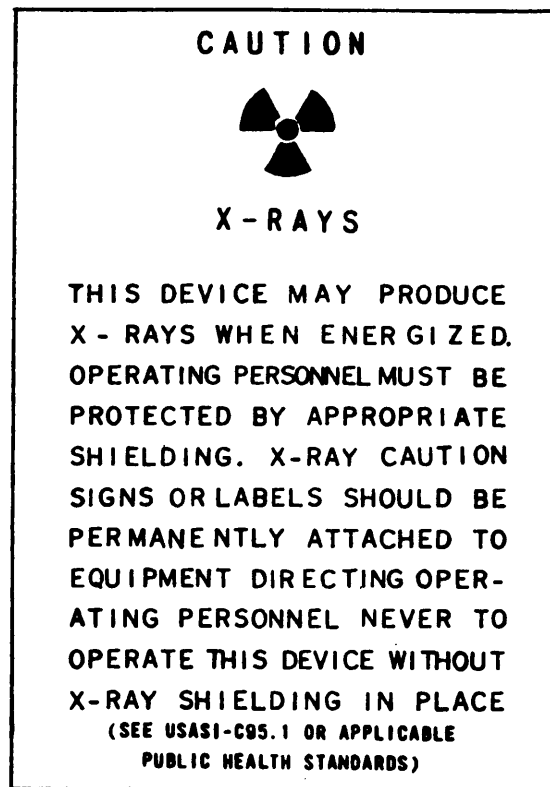 CAUTION
X-RAYS
THIS DEVICE MAY PRODUCE
X-RAYS WHEN ENERGIZED.
OPERATING PERSONNEL MUST BE
PROTECTED BY APPROPRIATE
SHIELDING. X-RAY CAUTION
SIGNS OR LABELS SHOULD BE
PERMANENTLY ATTACHED TO
EQUIPMENT DIRECTING OPER-
ATING PERSONNEL NEVER TO
OPERATE THIS DEVICE WITHOUT
X-RAY SHIELDING IN PLACE
(SEE USASI-C95.1 OR APPLICABLE
PUBLIC HEALTH STANDARDS)